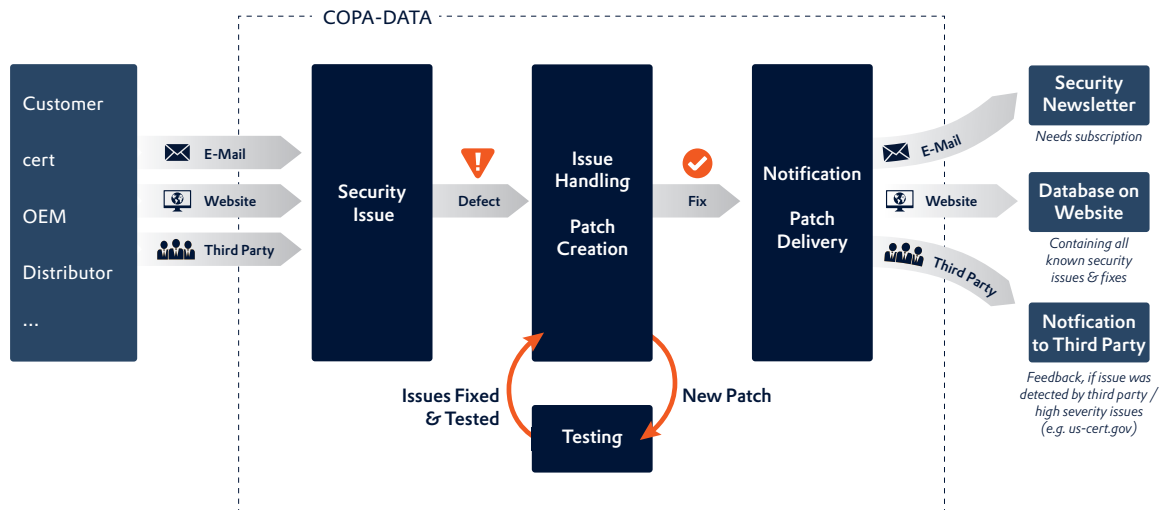 COPA-DATA
Customer
cert
OEM
Distributor
...
E-Mail
Website
Third Party
Security
Issue
Defect
Issue
Handling
Patch
Creation
Fix
Notification
Patch
Delivery
E-Mail
Website
Third Party
Security
Newsletter
Needs subscription
Database on
Website
Containing all
known security
issues & fixes
Notfication
to Third Party
Feedback, if issue was
detected by third party /
high severity issues
(e.g. us-cert.gov)
Issues Fixed
& Tested
New Patch
Testing